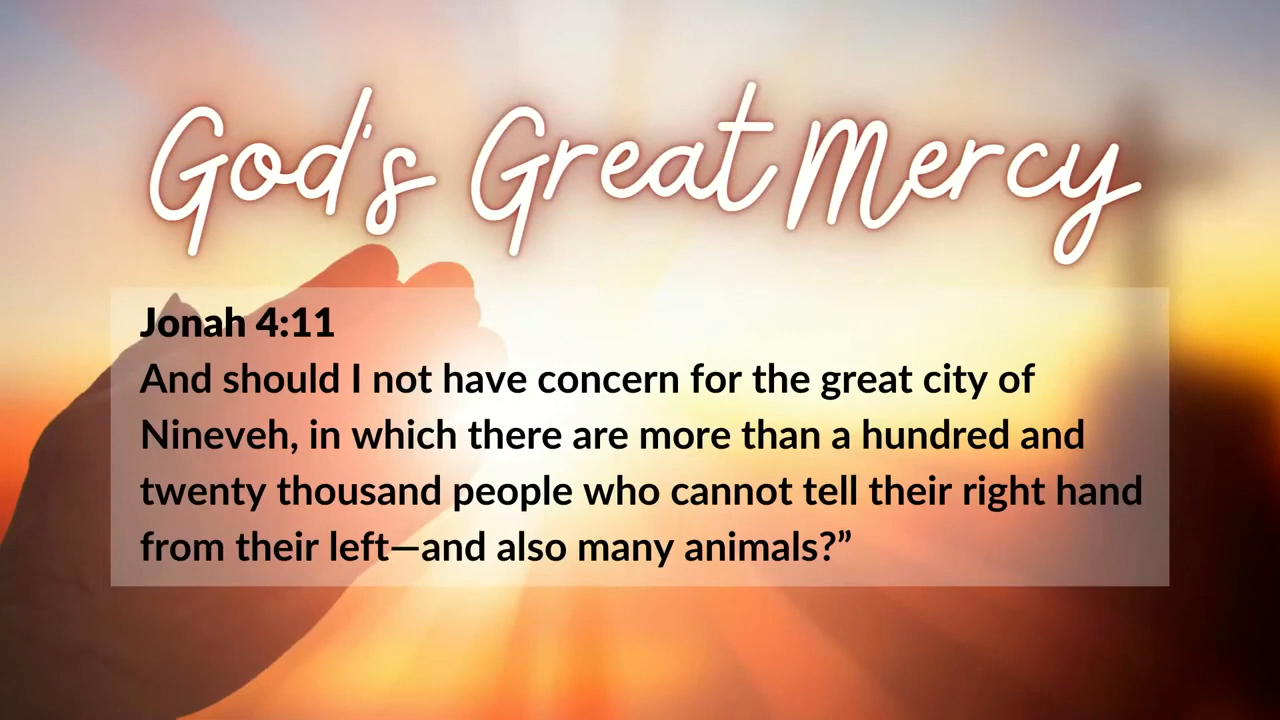 God's Great Mercy
Jonah 4:11
And should I not have concern for the great city of
Nineveh, in which there are more than a hundred and
twenty thousand people who cannot tell their right hand
from their left—and also many animals?”